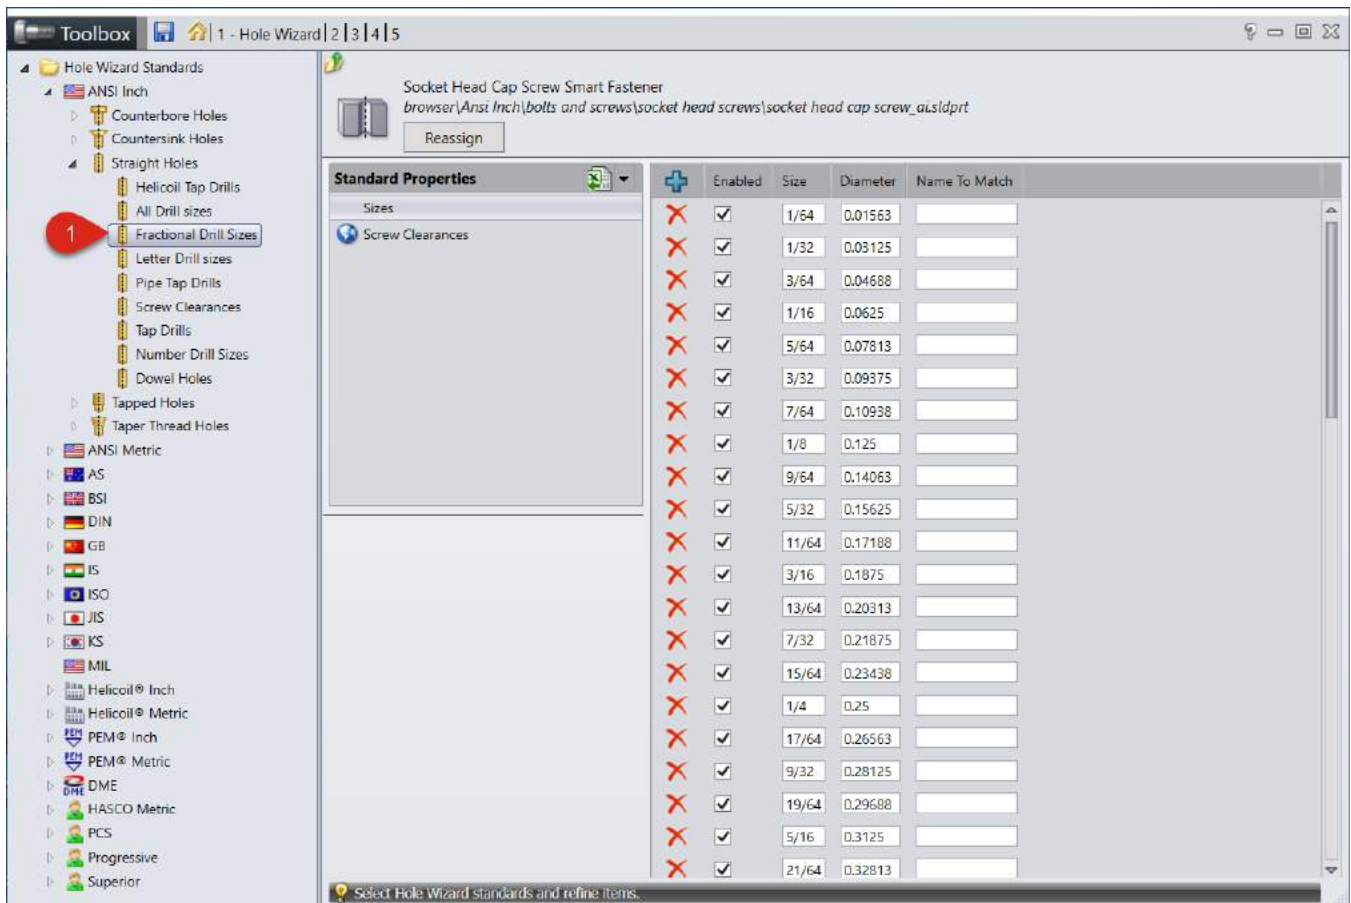 Toolbox 1 - Hole Wizard 2 3 4 5
Hole Wizard Standards
ANSI Inch
Counterbore Holes
Countersink Holes
Straight Holes
Helicoil Tap Drills
All Drill sizes
1 Fractional Drill Sizes
Letter Drill sizes
Pipe Tap Drills
Screw Clearances
Tap Drills
Number Drill Sizes
Dowel Holes
Tapped Holes
Taper Thread Holes
ANSI Metric
AS
BSI
DIN
GB
IS
ISO
JIS
KS
MIL
Helicoil® Inch
Helicoil® Metric
PEM® Inch
PEM® Metric
DME
HASCO Metric
PCS
Progressive
Superior
Socket Head Cap Screw Smart Fastener
browser\Ansi Inch\bolts and screws\socket head screws\socket head cap screw_ai.sldprt
Reassign
Standard Properties
Sizes
Screw Clearances
Enabled Size Diameter Name To Match
1/64 0.01563
1/32 0.03125
3/64 0.04688
1/16 0.0625
5/64 0.07813
3/32 0.09375
7/64 0.10938
1/8 0.125
9/64 0.14063
5/32 0.15625
11/64 0.17188
3/16 0.1875
13/64 0.20313
7/32 0.21875
15/64 0.23438
1/4 0.25
17/64 0.26563
9/32 0.28125
19/64 0.29688
5/16 0.3125
21/64 0.32813
Select Hole Wizard standards and refine items.